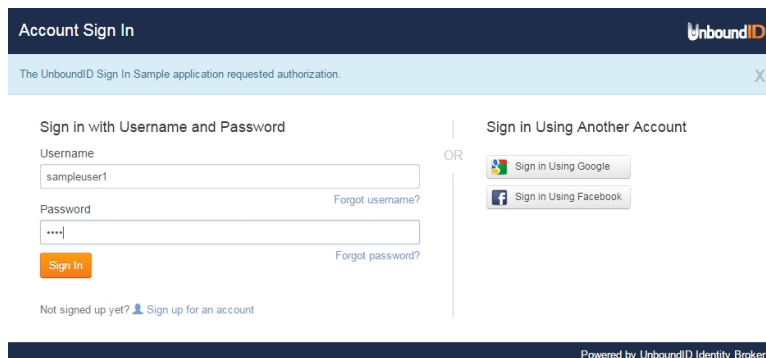 Account Sign In
UnboundID
The UnboundID Sign In Sample application requested authorization.
X
Sign in with Username and Password
Username
sampleuser1
Forgot username?
Password
••••
Forgot password?
Sign In
Not signed up yet? Sign up for an account
OR
Sign in Using Another Account
Sign in Using Google
Sign in Using Facebook
Powered by UnboundID Identity Broker